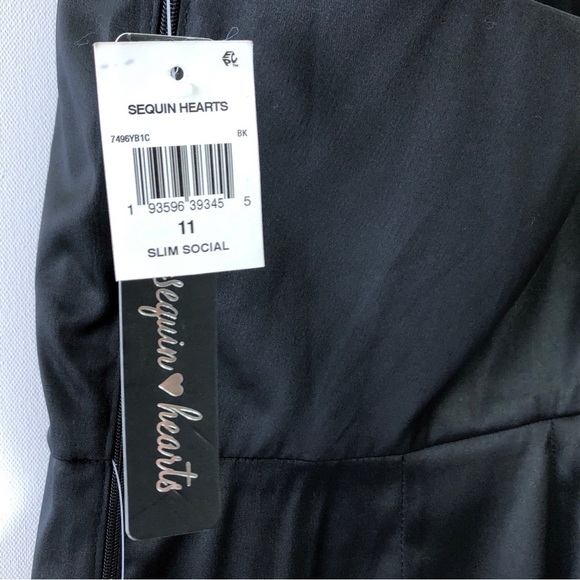 SEQUIN HEARTS
7496YB1C BK
1 93596 39345 5
11
SLIM SOCIAL
sequin hearts